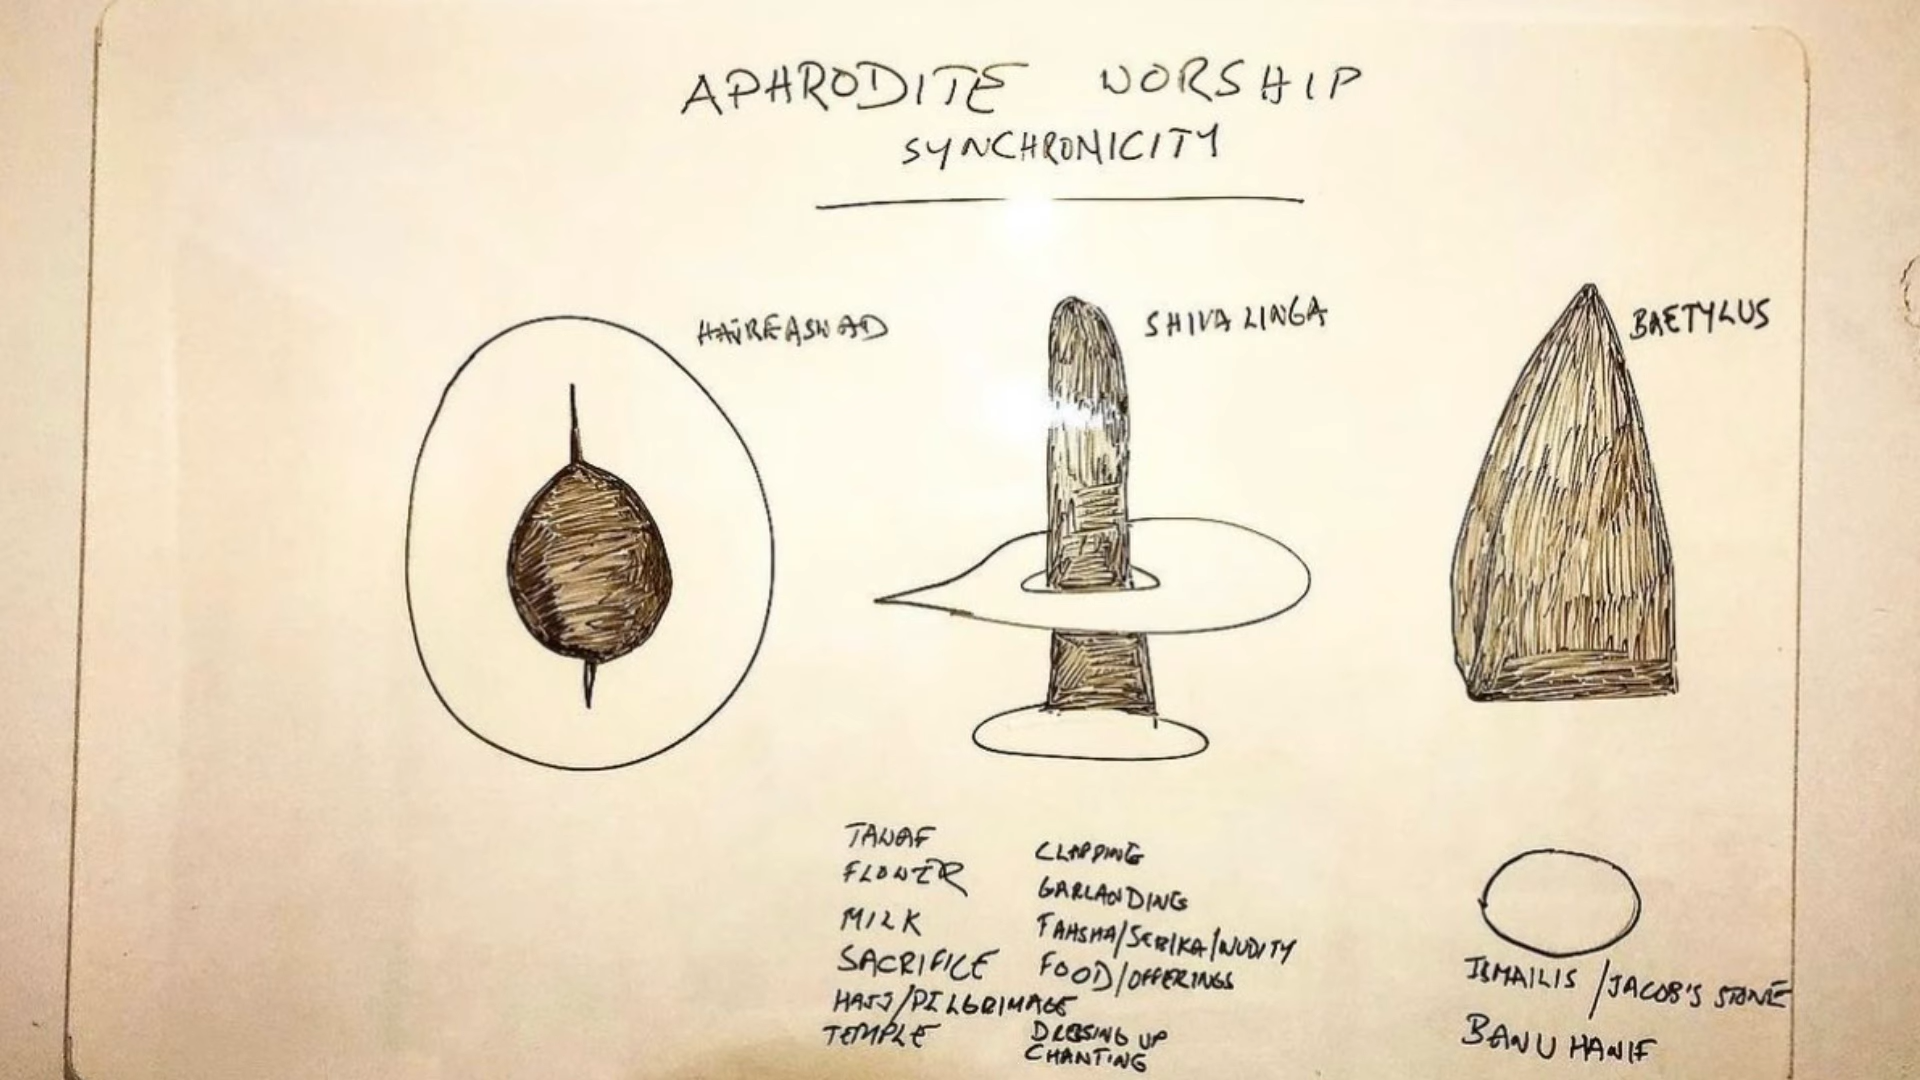 APHRODITE WORSHIP
SYNCHRONICITY
HAJREASWAD
SHIVA LINGA
BAETYLUS
TAWAF
FLOWER
MILK
SACRIFICE
HAJJ/PILGRIMAGE
TEMPLE
CLAPPING
GARLANDING
FAHSHA/SEBIKA/NUDITY
FOOD/OFFERINGS
DRESSING UP
CHANTING
ISMAILIS / JACOB'S STONE
BANU HANIF